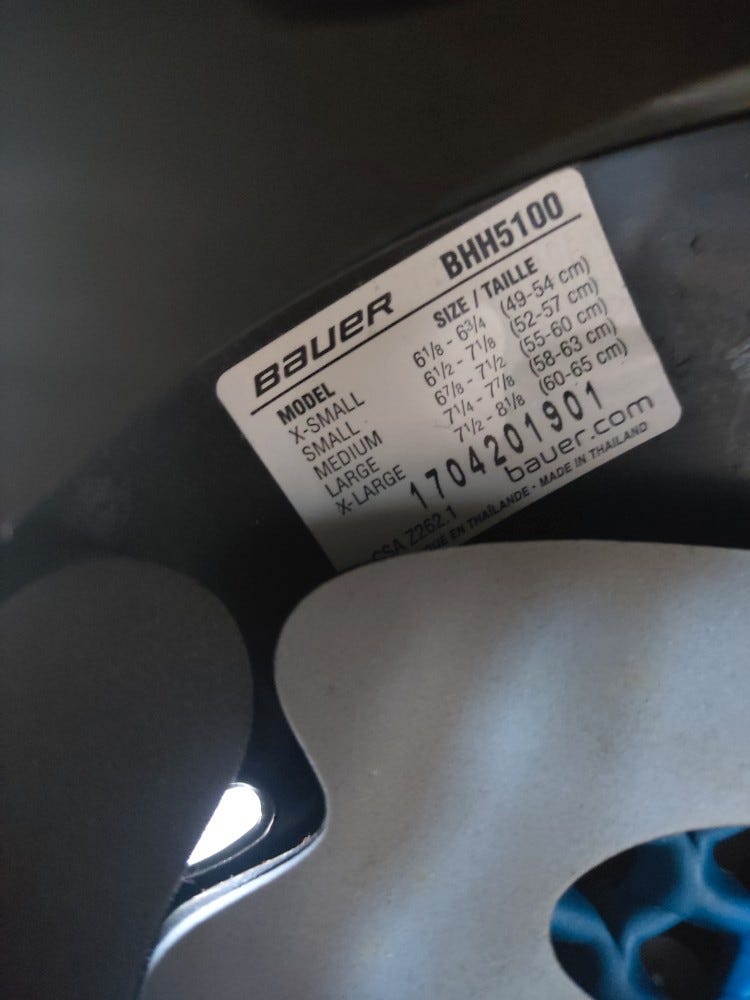 BAUER BHH5100
MODEL SIZE / TAILLE
X-SMALL 6 1/8 - 6 3/4 (49-54 cm)
SMALL 6 1/2 - 7 1/8 (52-57 cm)
MEDIUM 6 7/8 - 7 1/2 (55-60 cm)
LARGE 7 1/4 - 7 7/8 (58-63 cm)
X-LARGE 7 1/2 - 8 1/8 (60-65 cm)
1704201901
CSA Z262.1 bauer.com
EN THAÏLANDE · MADE IN THAILAND